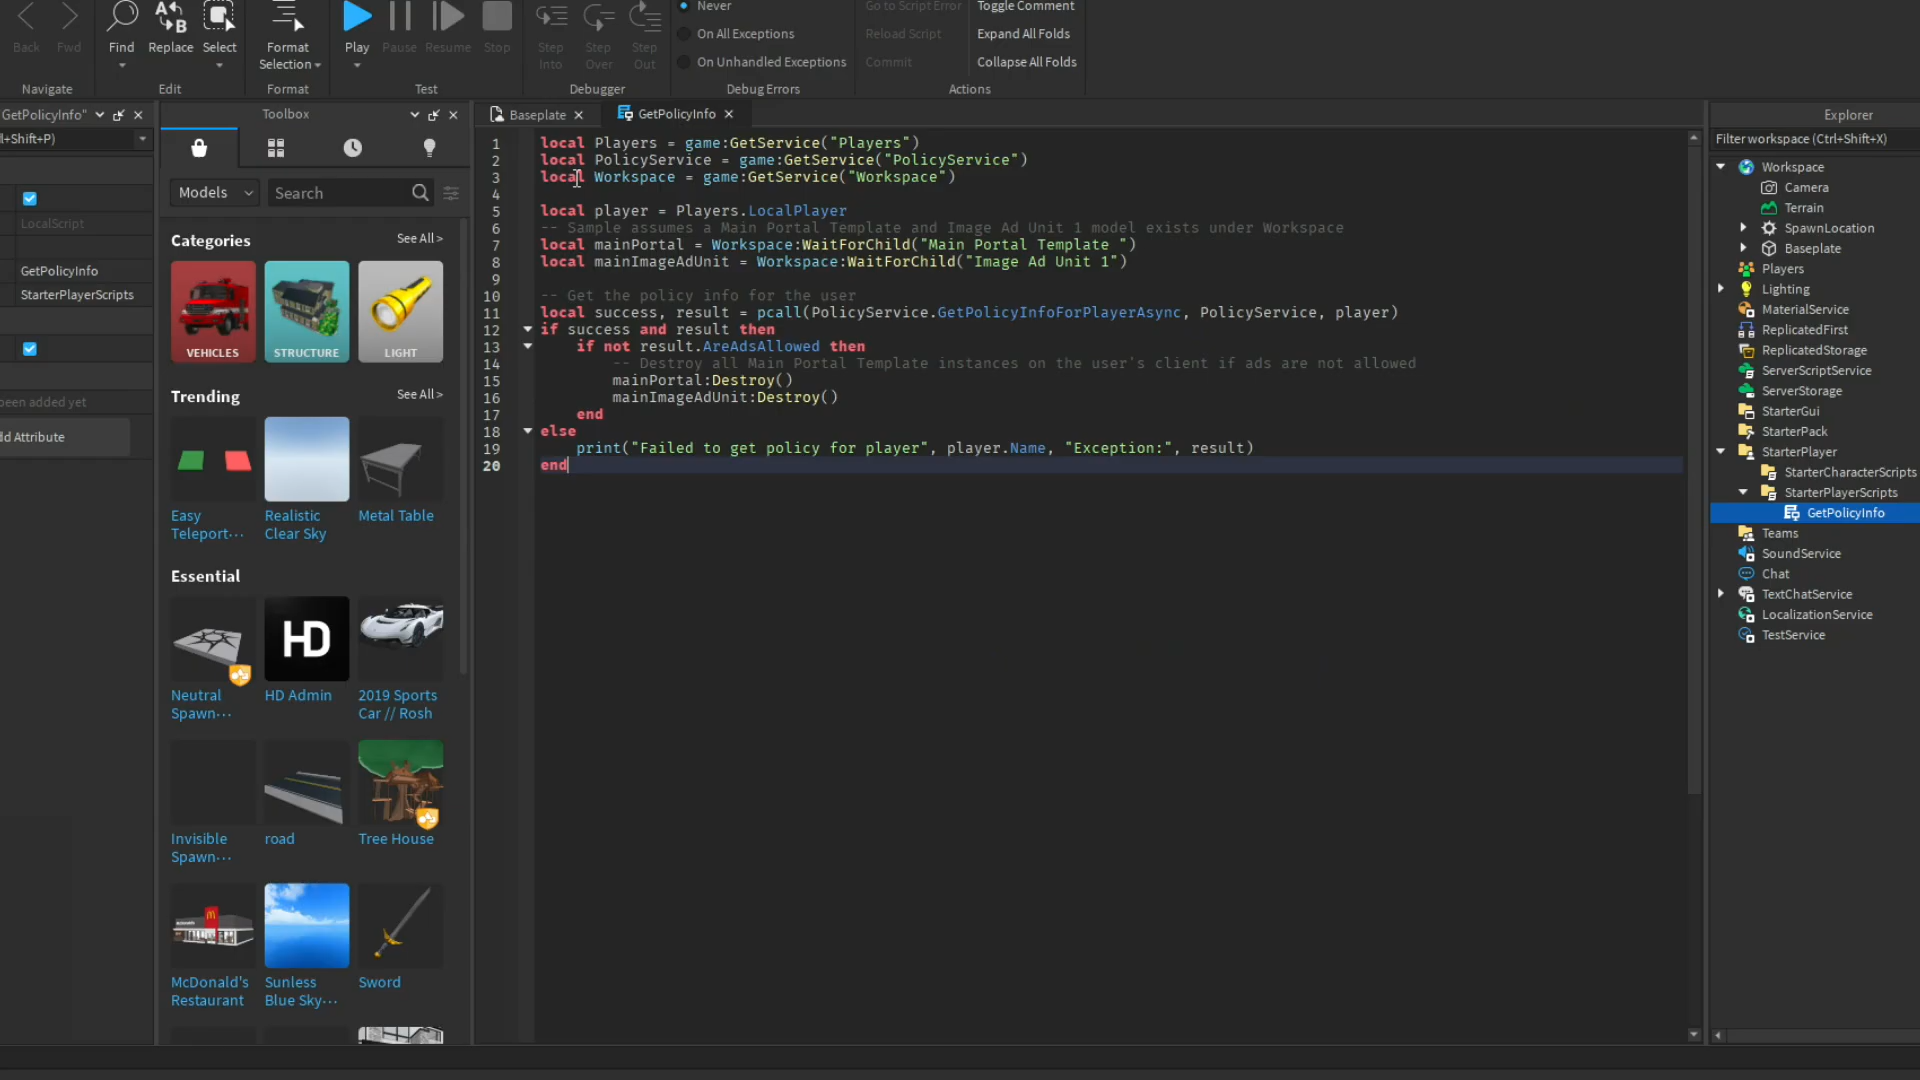 Back
Fwd
Navigate
Find
Replace
Select
Edit
Format
Selection
Format
Play
Pause
Resume
Stop
Test
Step
Into
Step
Over
Step
Out
Debugger
Never
On All Exceptions
On Unhandled Exceptions
Debug Errors
Go to Script Error
Reload Script
Commit
Toggle Comment
Expand All Folds
Collapse All Folds
Actions
GetPolicyInfo"
l+Shift+P)
LocalScript
GetPolicyInfo
StarterPlayerScripts
been added yet
dd Attribute
Toolbox
Models
Search
Categories
See All >
VEHICLES
STRUCTURE
LIGHT
Trending
See All >
Easy
Teleport···
Realistic
Clear Sky
Metal Table
Essential
Neutral
Spawn···
HD
HD Admin
2019 Sports
Car // Rosh
Invisible
Spawn···
road
Tree House
McDonald's
Restaurant
Sunless
Blue Sky···
Sword
Baseplate
GetPolicyInfo
1 local Players = game:GetService("Players")
2 local PolicyService = game:GetService("PolicyService")
3 local Workspace = game:GetService("Workspace")
4
5 local player = Players.LocalPlayer
6 -- Sample assumes a Main Portal Template and Image Ad Unit 1 model exists under Workspace
7 local mainPortal = Workspace:WaitForChild("Main Portal Template ")
8 local mainImageAdUnit = Workspace:WaitForChild("Image Ad Unit 1")
9
10 -- Get the policy info for the user
11 local success, result = pcall(PolicyService.GetPolicyInfoForPlayerAsync, PolicyService, player)
12 if success and result then
13 if not result.AreAdsAllowed then
14 -- Destroy all Main Portal Template instances on the user's client if ads are not allowed
15 mainPortal:Destroy()
16 mainImageAdUnit:Destroy()
17 end
18 else
19 print("Failed to get policy for player", player.Name, "Exception:", result)
20 end
Explorer
Filter workspace (Ctrl+Shift+X)
Workspace
Camera
Terrain
SpawnLocation
Baseplate
Players
Lighting
MaterialService
ReplicatedFirst
ReplicatedStorage
ServerScriptService
ServerStorage
StarterGui
StarterPack
StarterPlayer
StarterCharacterScripts
StarterPlayerScripts
GetPolicyInfo
Teams
SoundService
Chat
TextChatService
LocalizationService
TestService